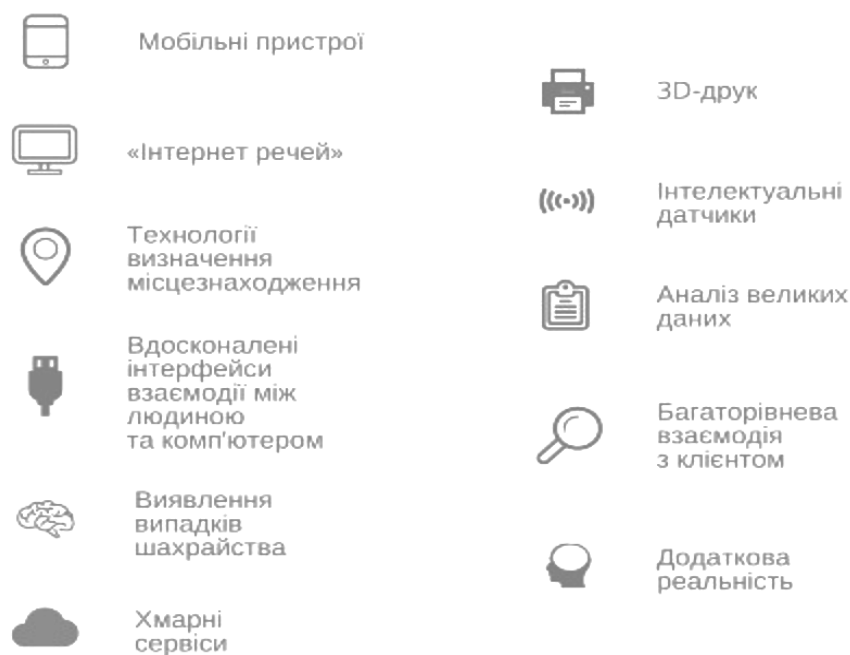 Мобільні пристрої
«Інтернет речей»
Технології
визначення
місцезнаходження
Вдосконалені
інтерфейси
взаємодії між
людиною
та комп'ютером
Виявлення
випадків
шахрайства
Хмарні
сервіси
3D-друк
Інтелектуальні
датчики
Аналіз великих
даних
Багаторівнева
взаємодія
з клієнтом
Додаткова
реальність